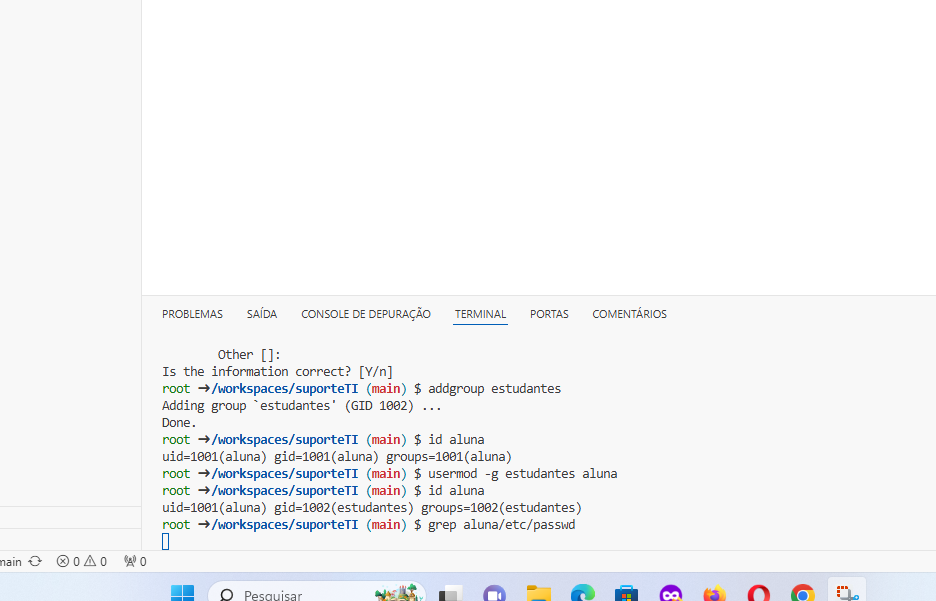 PROBLEMAS SAÍDA CONSOLE DE DEPURAÇÃO TERMINAL PORTAS COMENTÁRIOS
Other []:
Is the information correct? [Y/n]
root ➜/workspaces/suporteTI (main) $ addgroup estudantes
Adding group `estudantes' (GID 1002) ...
Done.
root ➜/workspaces/suporteTI (main) $ id aluna
uid=1001(aluna) gid=1001(aluna) groups=1001(aluna)
root ➜/workspaces/suporteTI (main) $ usermod -g estudantes aluna
root ➜/workspaces/suporteTI (main) $ id aluna
uid=1001(aluna) gid=1002(estudantes) groups=1002(estudantes)
root ➜/workspaces/suporteTI (main) $ grep aluna/etc/passwd
main 0 0 0
Pesquisar